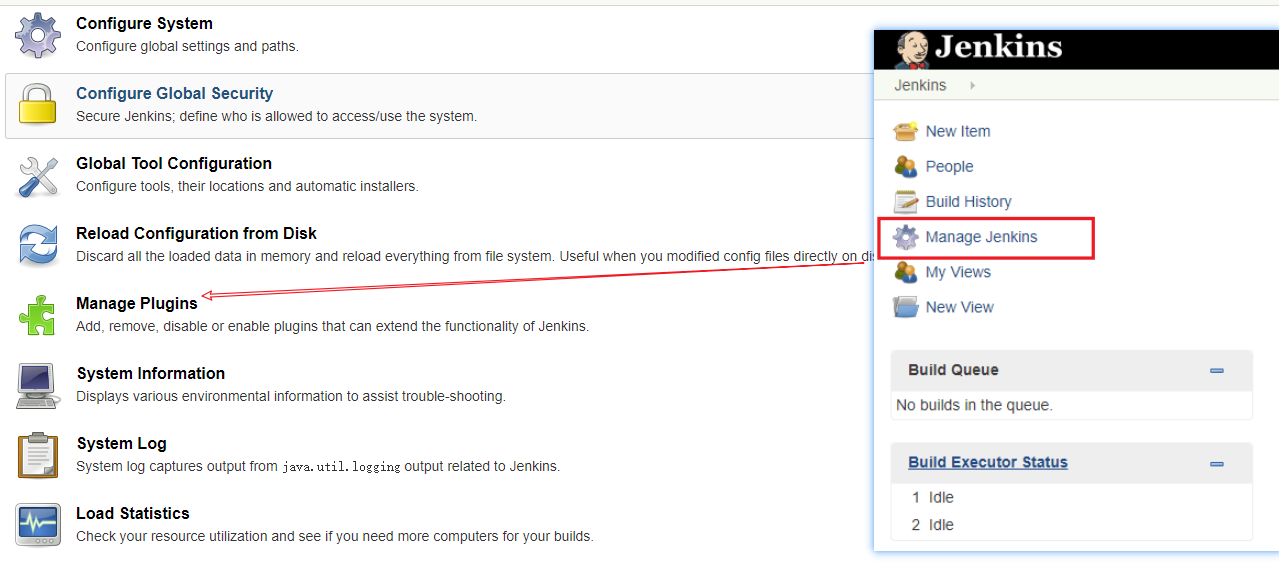 Configure System
Configure global settings and paths.
Configure Global Security
Secure Jenkins; define who is allowed to access/use the system.
Global Tool Configuration
Configure tools, their locations and automatic installers.
Reload Configuration from Disk
Discard all the loaded data in memory and reload everything from file system. Useful when you modified config files directly on
Manage Plugins
Add, remove, disable or enable plugins that can extend the functionality of Jenkins.
System Information
Displays various environmental information to assist trouble-shooting.
System Log
System log captures output from java.util.logging output related to Jenkins.
Load Statistics
Check your resource utilization and see if you need more computers for your builds.
Jenkins
Jenkins
New Item
People
Build History
Manage Jenkins
My Views
New View
Build Queue
No builds in the queue.
Build Executor Status
1 Idle
2 Idle